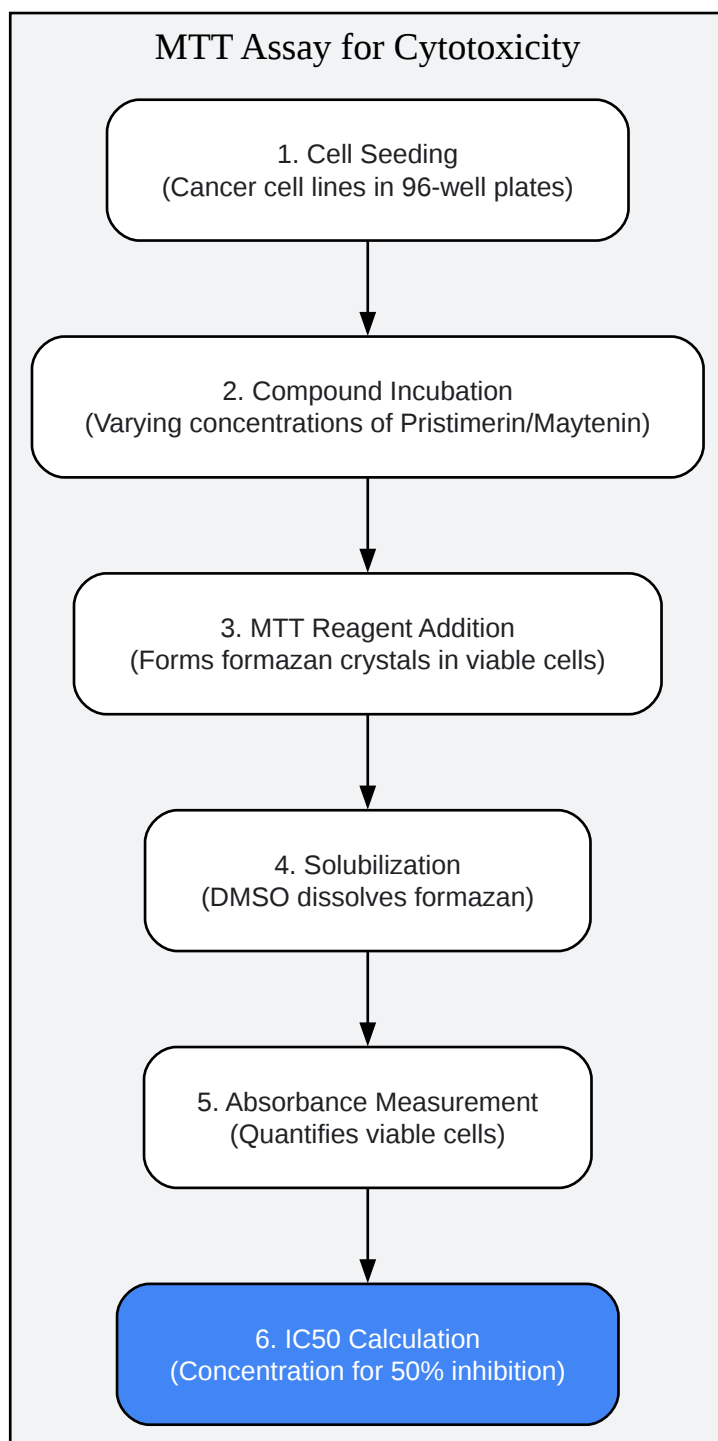 MTT Assay for Cytotoxicity
1. Cell Seeding
(Cancer cell lines in 96-well plates)
2. Compound Incubation
(Varying concentrations of Pristimerin/Maytenin)
3. MTT Reagent Addition
(Forms formazan crystals in viable cells)
4. Solubilization
(DMSO dissolves formazan)
5. Absorbance Measurement
(Quantifies viable cells)
6. IC50 Calculation
(Concentration for 50% inhibition)